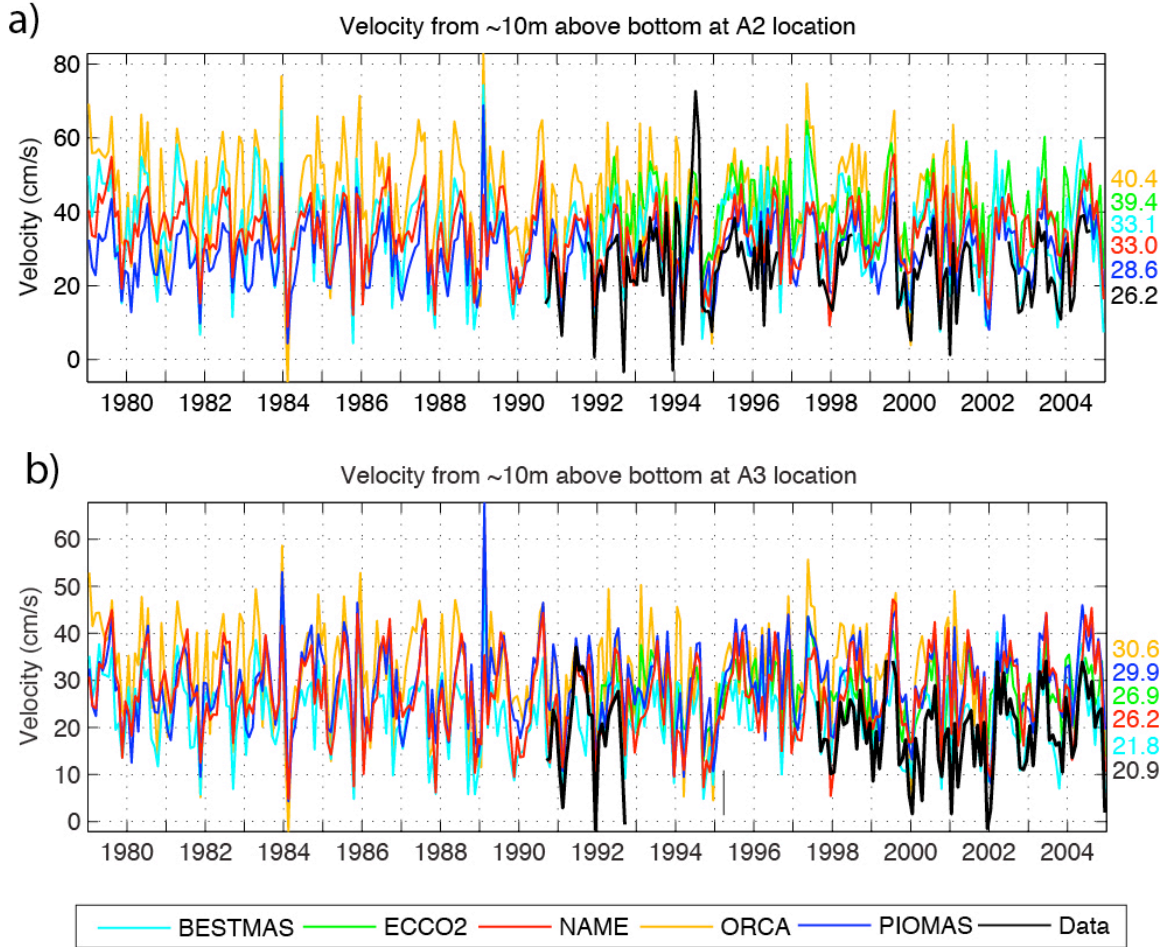 a)
Velocity from ~10m above bottom at A2 location
Velocity (cm/s)
80
60
40
20
0
40.4
39.4
33.1
33.0
28.6
26.2
1980 1982 1984 1986 1988 1990 1992 1994 1996 1998 2000 2002 2004
b)
Velocity from ~10m above bottom at A3 location
Velocity (cm/s)
60
50
40
30
20
10
0
30.6
29.9
26.9
26.2
21.8
20.9
1980 1982 1984 1986 1988 1990 1992 1994 1996 1998 2000 2002 2004
BESTMAS ECCO2 NAME ORCA PIOMAS Data